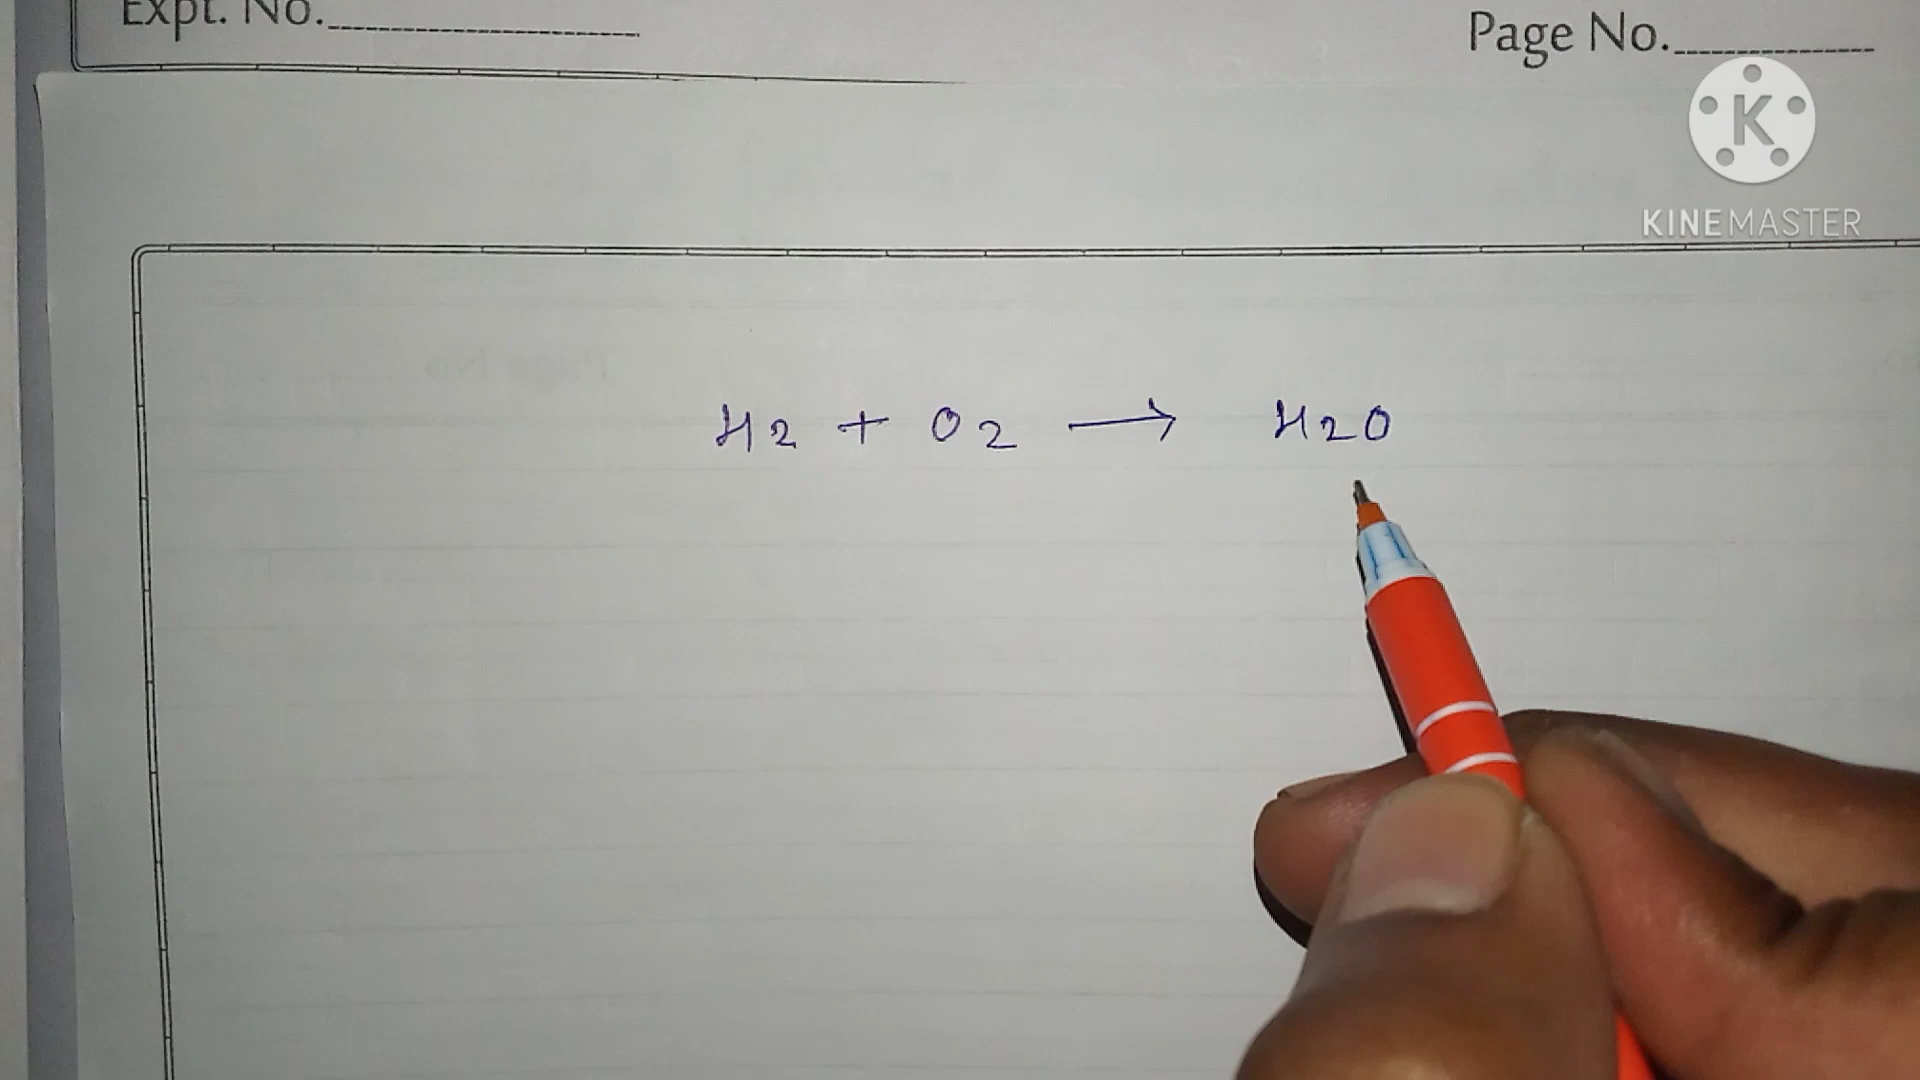 Expt. No.
Page No.
K
KINEMASTER
H2 + O2 → H2O